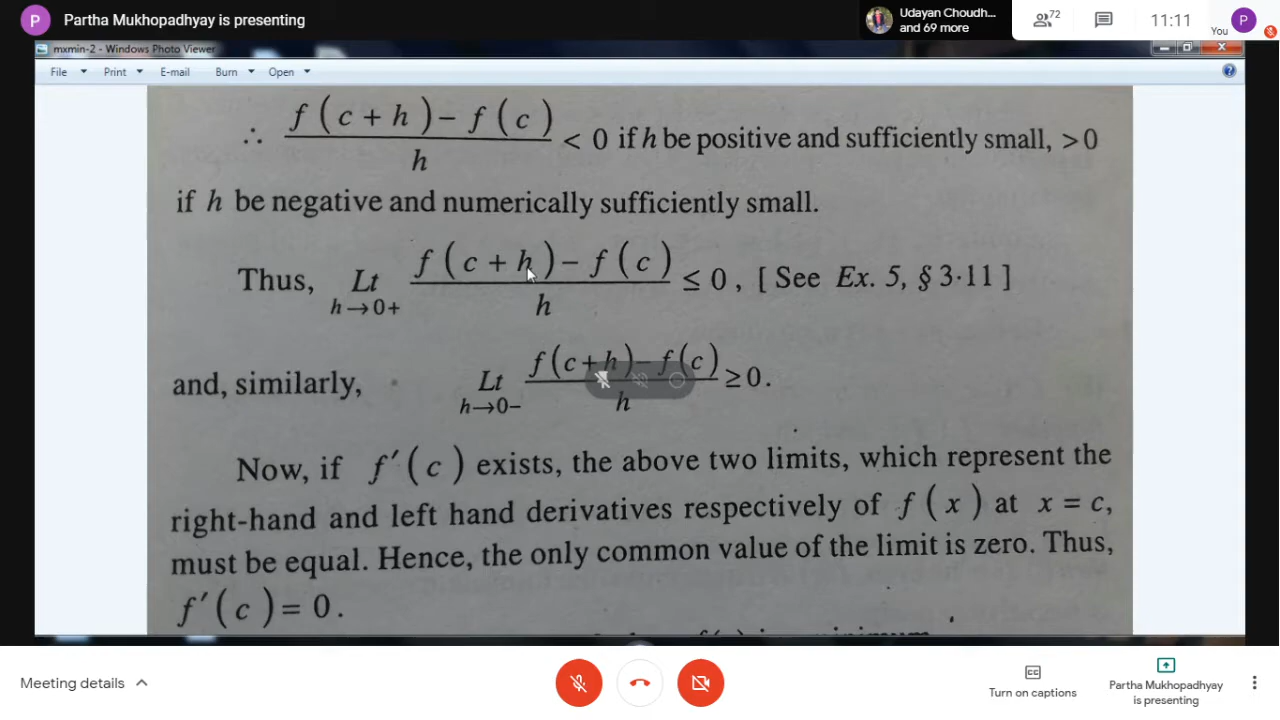 P Partha Mukhopadhyay is presenting
Udayan Choudh...
and 69 more
72
11:11
You
P
mxmin-2 - Windows Photo Viewer
File Print E-mail Burn Open
∴ f(c+h)−f(c) / h < 0 if h be positive and sufficiently small, >0
if h be negative and numerically sufficiently small.
Thus, Lt h→0+ f(c+h)−f(c) / h ≤ 0, [ See Ex. 5, § 3·11 ]
and, similarly, Lt h→0− f(c+h)−f(c) / h ≥ 0.
Now, if f′(c) exists, the above two limits, which represent the
right-hand and left hand derivatives respectively of f(x) at x = c,
must be equal. Hence, the only common value of the limit is zero. Thus,
f′(c) = 0.
Meeting details
CC
Turn on captions
Partha Mukhopadhyay
is presenting